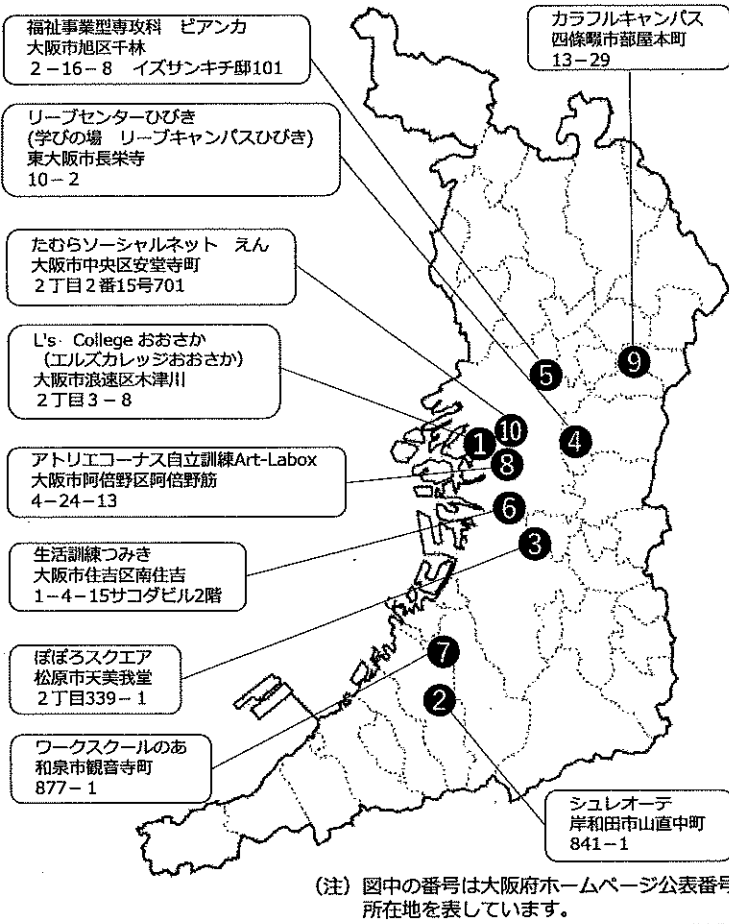 福祉事業型専攻科　ピアンカ
大阪市旭区千林
2－16－8　イズサンキチ邸101
カラフルキャンパス
四條畷市蔀屋本町
13－29
リーブセンターひびき
(学びの場　リーブキャンパスひびき)
東大阪市長栄寺
10－2
たむらソーシャルネット　えん
大阪市中央区安堂寺町
2丁目2番15号701
L's College おおさか
（エルズカレッジおおさか）
大阪市浪速区木津川
2丁目3－8
アトリエコーナス自立訓練Art-Labox
大阪市阿倍野区阿倍野筋
4－24－13
生活訓練つみき
大阪市住吉区南住吉
1－4－15サコダビル2階
ぽぽろスクエア
松原市天美我堂
2丁目339－1
ワークスクールのあ
和泉市観音寺町
877－1
シュレオーテ
岸和田市山直中町
841－1
5
9
10
1
4
8
6
3
7
2
（注）図中の番号は大阪府ホームページ公表番号
所在地を表しています。